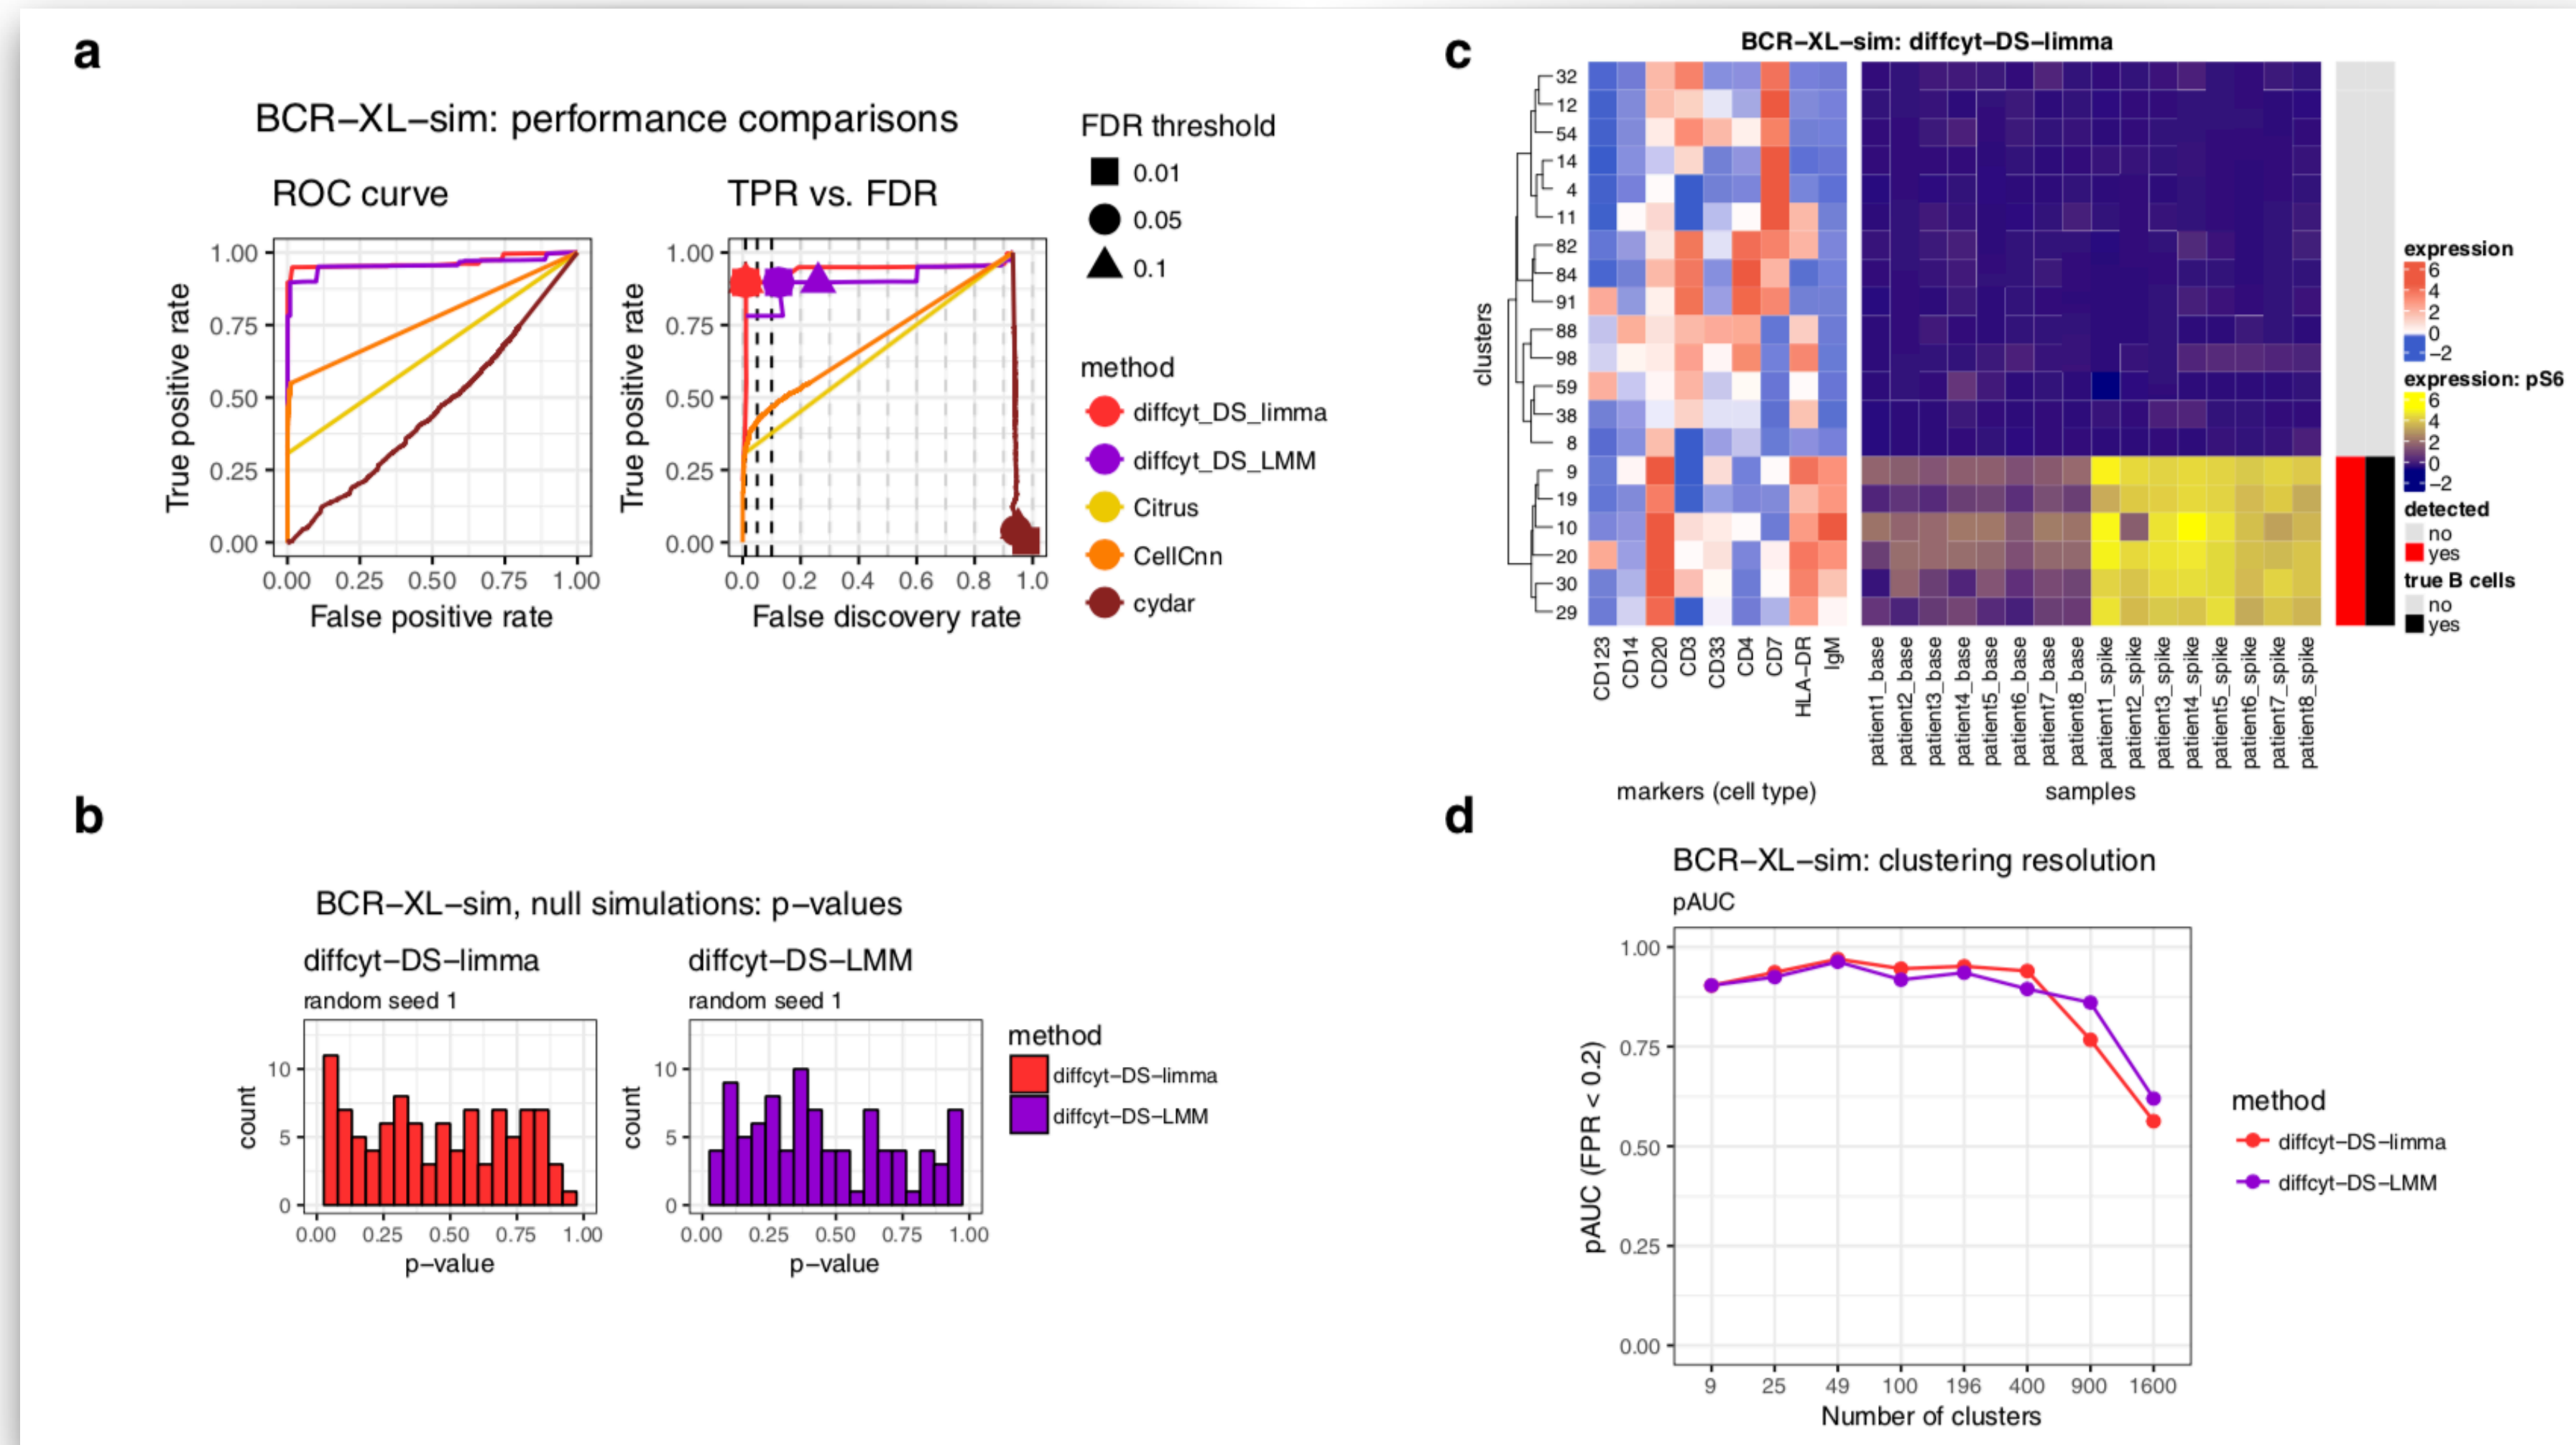 a
BCR–XL–sim: performance comparisons
ROC curve
True positive rate
1.00
0.75
0.50
0.25
0.00
0.00 0.25 0.50 0.75 1.00
False positive rate
TPR vs. FDR
True positive rate
1.00
0.75
0.50
0.25
0.00
0.0 0.2 0.4 0.6 0.8 1.0
False discovery rate
FDR threshold
0.01
0.05
0.1
method
diffcyt_DS_limma
diffcyt_DS_LMM
Citrus
CellCnn
cydar
b
BCR–XL–sim, null simulations: p–values
diffcyt–DS–limma
random seed 1
count
10
5
0
0.00 0.25 0.50 0.75 1.00
p–value
diffcyt–DS–LMM
random seed 1
count
10
5
0
0.00 0.25 0.50 0.75 1.00
p–value
method
diffcyt–DS–limma
diffcyt–DS–LMM
c
BCR–XL–sim: diffcyt–DS–limma
clusters
32
12
54
14
4
11
82
84
91
88
98
59
38
8
9
19
10
20
30
29
CD123
CD14
CD20
CD3
CD33
CD4
CD7
HLA–DR
IgM
markers (cell type)
patient1_base
patient2_base
patient3_base
patient4_base
patient5_base
patient6_base
patient7_base
patient8_base
patient1_spike
patient2_spike
patient3_spike
patient4_spike
patient5_spike
patient6_spike
patient7_spike
patient8_spike
samples
expression
6
4
2
0
–2
expression: pS6
6
4
2
0
–2
detected
no
yes
true B cells
no
yes
d
BCR–XL–sim: clustering resolution
pAUC
pAUC (FPR < 0.2)
1.00
0.75
0.50
0.25
0.00
9 25 49 100 196 400 900 1600
Number of clusters
method
diffcyt–DS–limma
diffcyt–DS–LMM